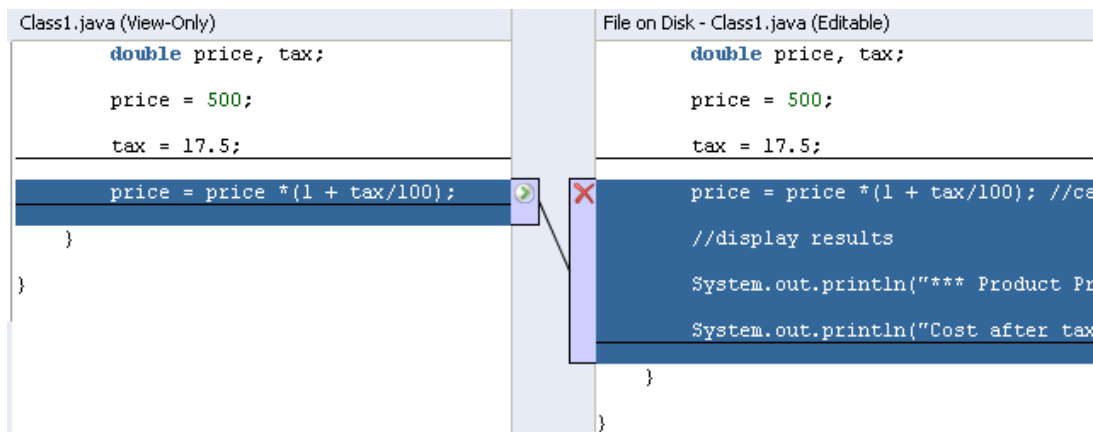 Class1.java (View-Only)
double price, tax;
price = 500;
tax = 17.5;
price = price *(1 + tax/100);
}
}
File on Disk - Class1.java (Editable)
double price, tax;
price = 500;
tax = 17.5;
price = price *(1 + tax/100); //ca
//display results
System.out.println("*** Product Pr
System.out.println("Cost after tax
}
}